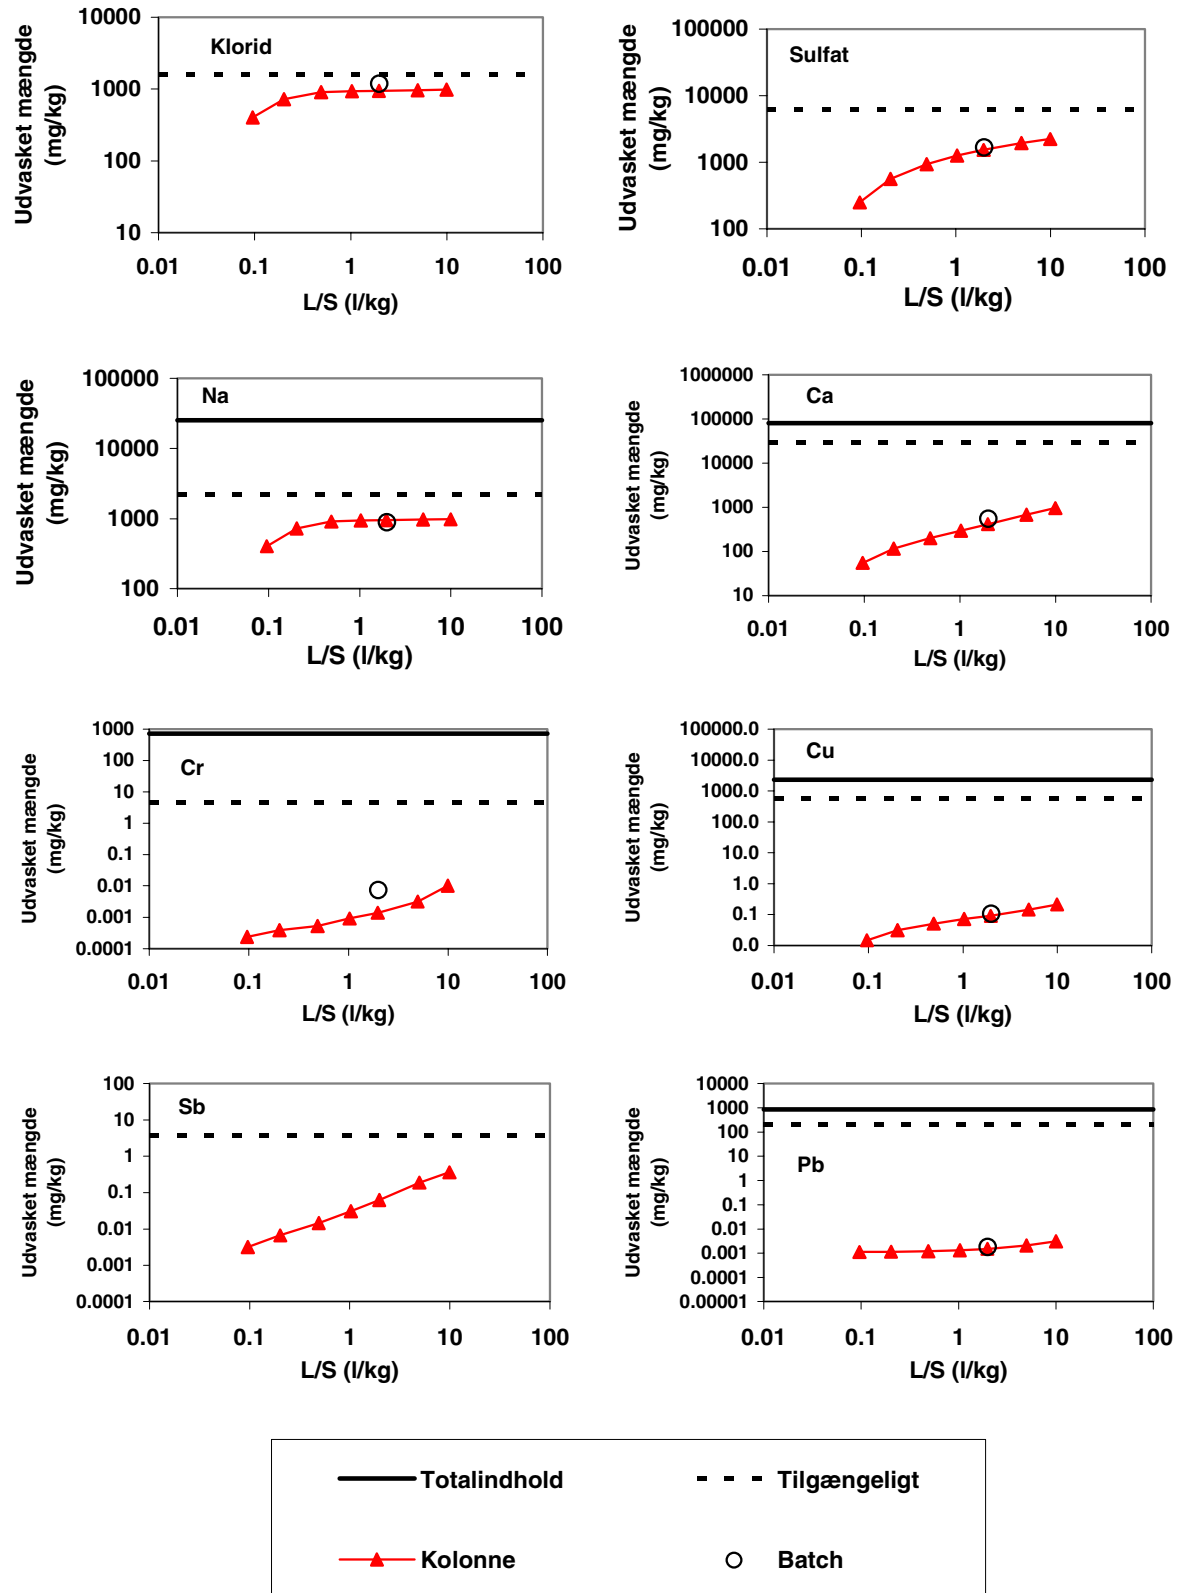 Klorid
Udvasket mængde
(mg/kg)
10000
1000
100
10
0.01 0.1 1 10 100
L/S (l/kg)
Sulfat
Udvasket mængde
(mg/kg)
100000
10000
1000
100
0.01 0.1 1 10 100
L/S (l/kg)
Na
Udvasket mængde
(mg/kg)
100000
10000
1000
100
0.01 0.1 1 10 100
L/S (l/kg)
Ca
Udvasket mængde
(mg/kg)
1000000
100000
10000
1000
100
10
0.01 0.1 1 10 100
L/S (l/kg)
Cr
Udvasket mængde
(mg/kg)
1000
100
10
1
0.1
0.01
0.001
0.0001
0.01 0.1 1 10 100
L/S (l/kg)
Cu
Udvasket mængde
(mg/kg)
100000.0
10000.0
1000.0
100.0
10.0
1.0
0.1
0.0
0.01 0.1 1 10 100
L/S (l/kg)
Sb
Udvasket mængde
(mg/kg)
100
10
1
0.1
0.01
0.001
0.0001
0.01 0.1 1 10 100
L/S (l/kg)
Pb
Udvasket mængde
(mg/kg)
10000
1000
100
10
1
0.1
0.01
0.001
0.0001
0.00001
0.01 0.1 1 10 100
L/S (l/kg)
Totalindhold
Tilgængeligt
Kolonne
Batch